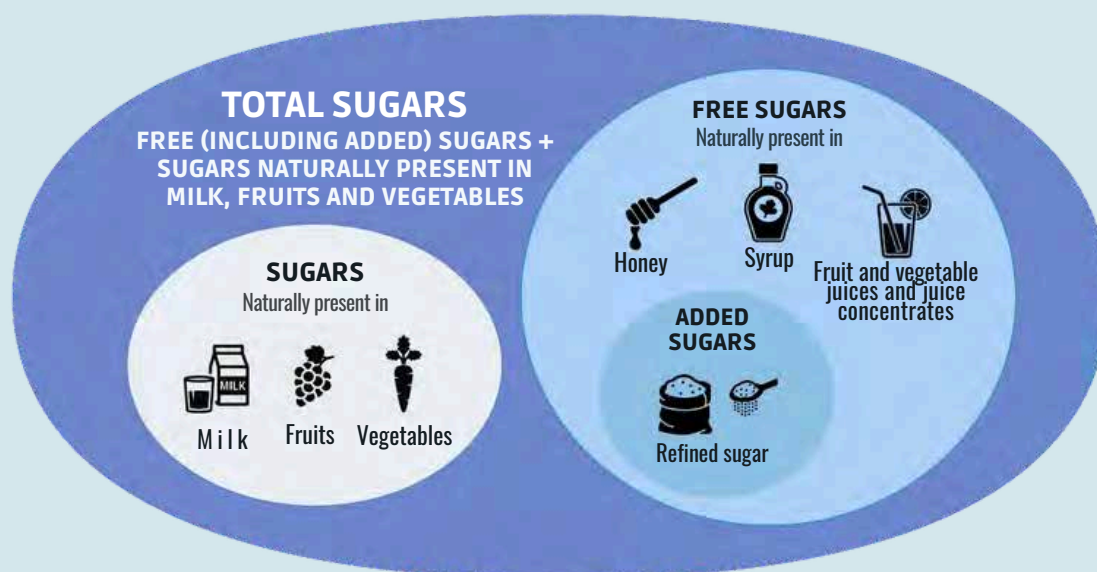 TOTAL SUGARS
FREE (INCLUDING ADDED) SUGARS +
SUGARS NATURALLY PRESENT IN
MILK, FRUITS AND VEGETABLES
SUGARS
Naturally present in
MILK
Milk
Fruits
Vegetables
FREE SUGARS
Naturally present in
Honey
Syrup
Fruit and vegetable
juices and juice
concentrates
ADDED
SUGARS
Refined sugar